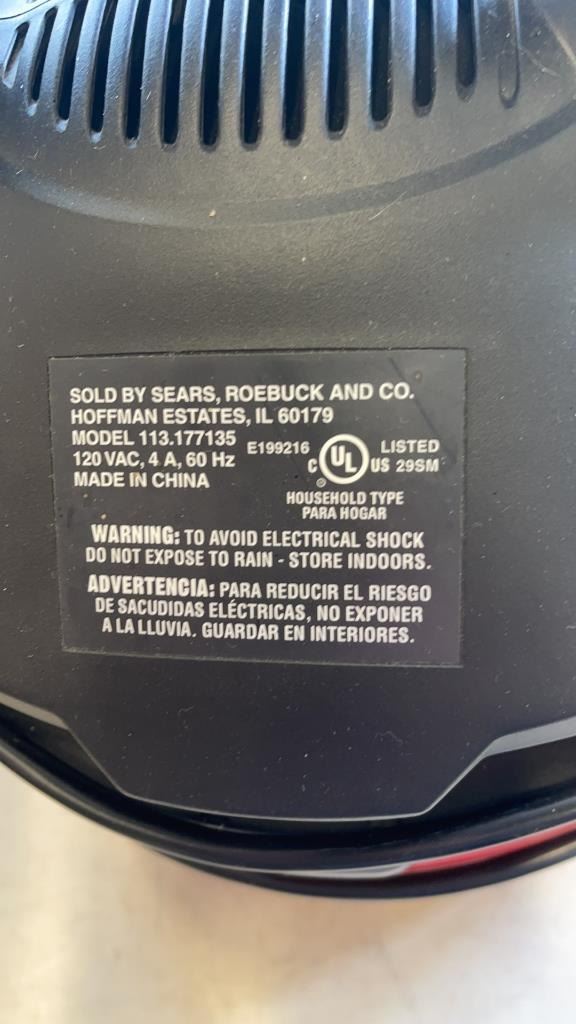 SOLD BY SEARS, ROEBUCK AND CO.
HOFFMAN ESTATES, IL 60179
MODEL 113.177135
120 VAC, 4 A, 60 Hz
MADE IN CHINA
E199216
C UL US
®
LISTED
29SM
HOUSEHOLD TYPE
PARA HOGAR
WARNING: TO AVOID ELECTRICAL SHOCK
DO NOT EXPOSE TO RAIN - STORE INDOORS.
ADVERTENCIA: PARA REDUCIR EL RIESGO
DE SACUDIDAS ELÉCTRICAS, NO EXPONER
A LA LLUVIA. GUARDAR EN INTERIORES.